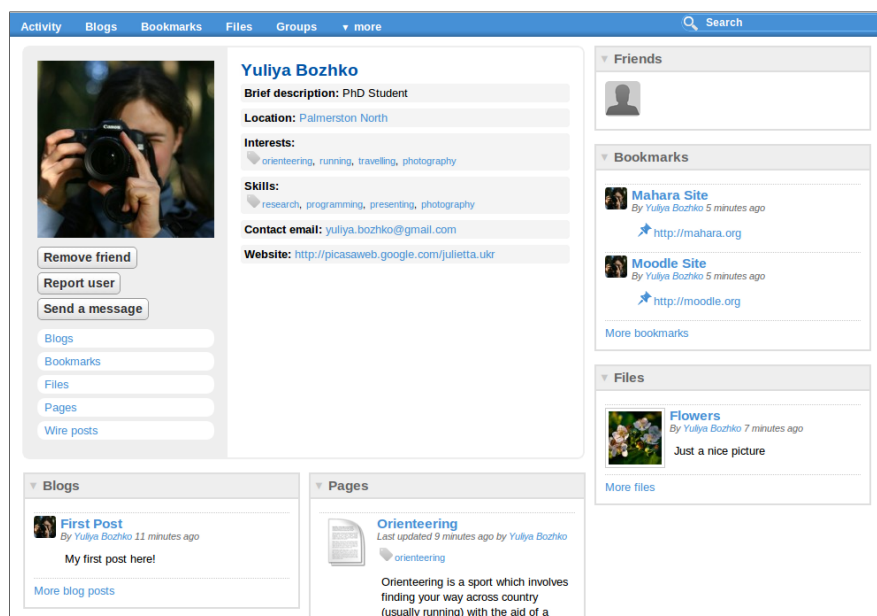 Activity Blogs Bookmarks Files Groups ▼ more Search
Yuliya Bozhko
Brief description: PhD Student
Location: Palmerston North
Interests:
orienteering, running, travelling, photography
Skills:
research, programming, presenting, photography
Contact email: yuliya.bozhko@gmail.com
Website: http://picasaweb.google.com/julietta.ukr
Remove friend
Report user
Send a message
Blogs
Bookmarks
Files
Pages
Wire posts
Friends
Bookmarks
Mahara Site
By Yuliya Bozhko 5 minutes ago
http://mahara.org
Moodle Site
By Yuliya Bozhko 5 minutes ago
http://moodle.org
More bookmarks
Files
Flowers
By Yuliya Bozhko 7 minutes ago
Just a nice picture
More files
Blogs
First Post
By Yuliya Bozhko 11 minutes ago
My first post here!
More blog posts
Pages
Orienteering
Last updated 9 minutes ago by Yuliya Bozhko
orienteering
Orienteering is a sport which involves
finding your way across country
(usually running) with the aid of a